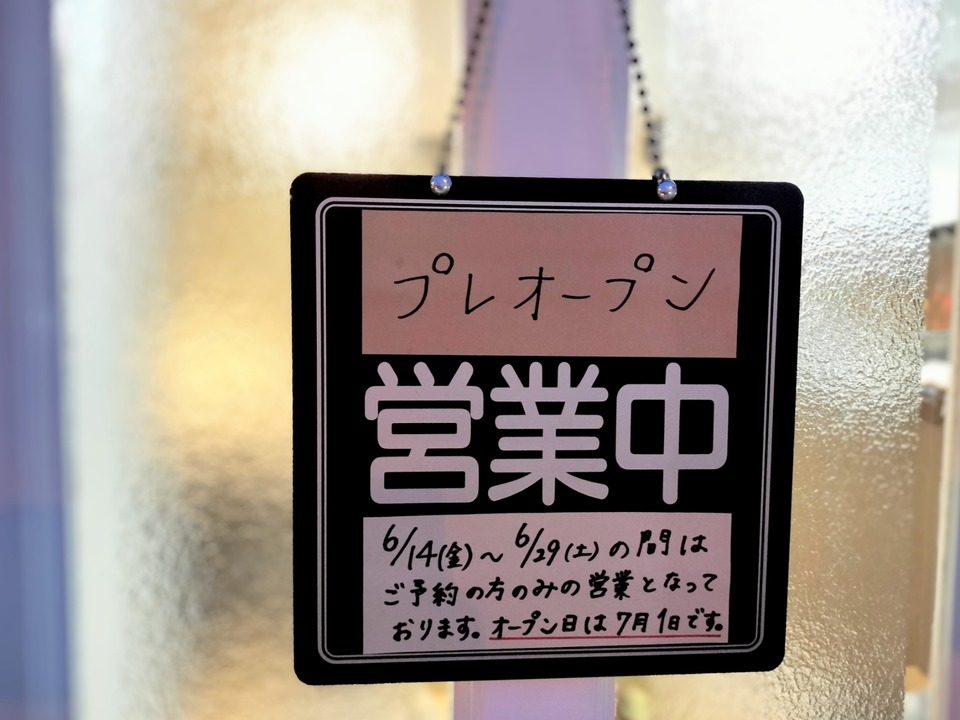 プレオープン
営業中
6/14(金)～6/29(土)の間は
ご予約の方のみの営業となって
おります。オープン日は7月1日です。